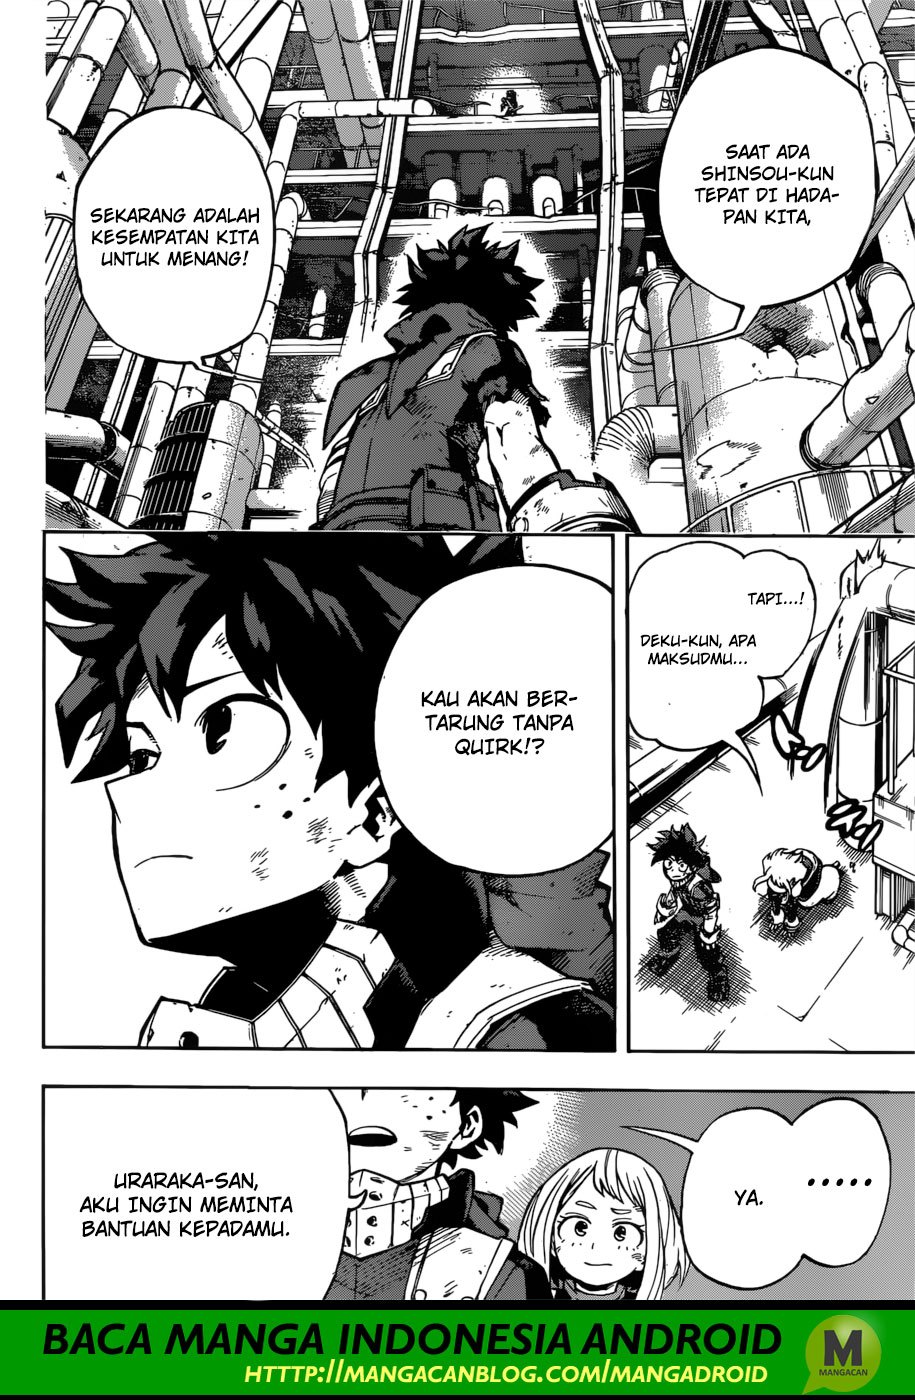 SAAT ADA
SHINSOU-KUN
TEPAT DI HADA-
PAN KITA,
SEKARANG ADALAH
KESEMPATAN KITA
UNTUK MENANG!
TAPI...!
DEKU-KUN, APA
MAKSUDMU...
KAU AKAN BER-
TARUNG TANPA
QUIRK!?
.....
YA.
URARAKA-SAN,
AKU INGIN MEMINTA
BANTUAN KEPADAMU.
BACA MANGA INDONESIA ANDROID
HTTTP://MANGACANBLOG.COM/MANGADROID
M
MANGACAN